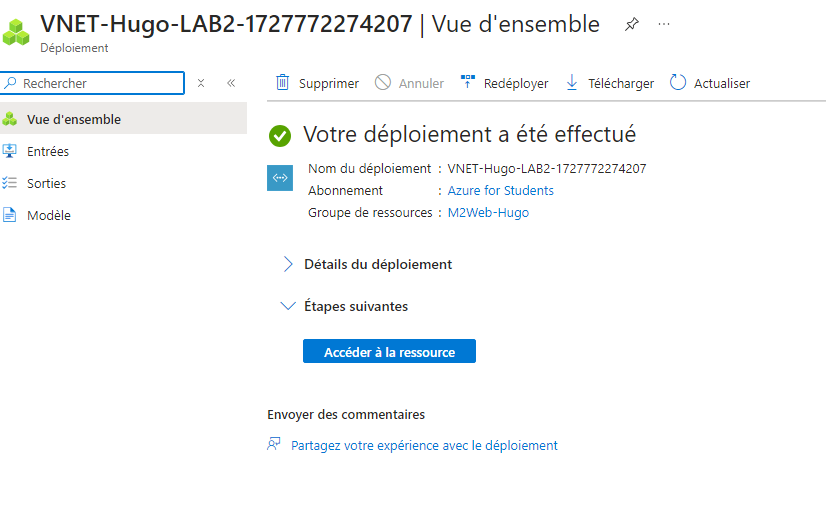 VNET-Hugo-LAB2-1727772274207 | Vue d'ensemble
Déploiement
Rechercher
Supprimer Annuler Redéployer Télécharger Actualiser
Vue d'ensemble
Entrées
Sorties
Modèle
Votre déploiement a été effectué
Nom du déploiement : VNET-Hugo-LAB2-1727772274207
Abonnement : Azure for Students
Groupe de ressources : M2Web-Hugo
Détails du déploiement
Étapes suivantes
Accéder à la ressource
Envoyer des commentaires
Partagez votre expérience avec le déploiement